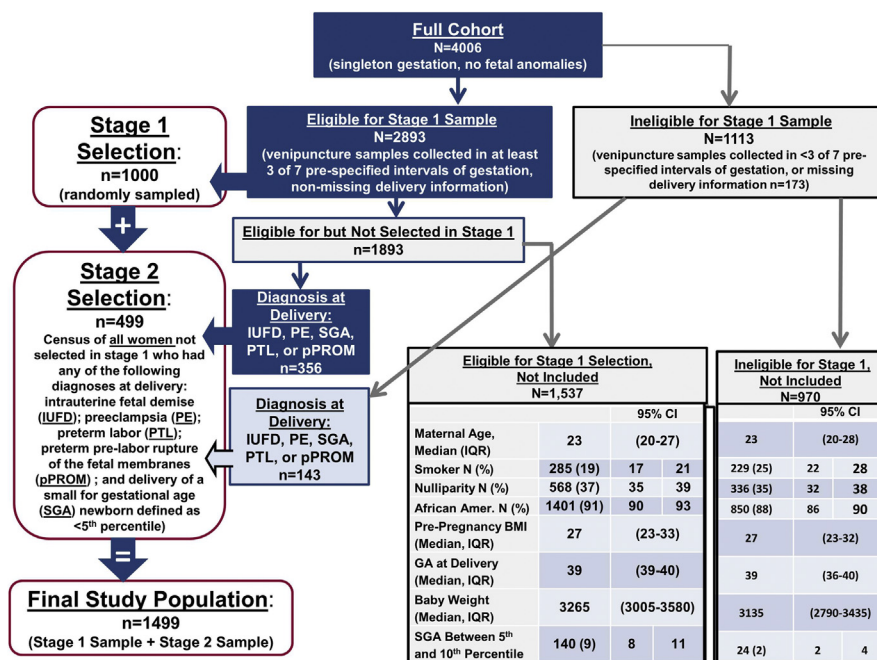 Full Cohort
N=4006
(singleton gestation, no fetal anomalies)
Eligible for Stage 1 Sample
N=2893
(venipuncture samples collected in at least
3 of 7 pre-specified intervals of gestation,
non-missing delivery information)
Ineligible for Stage 1 Sample
N=1113
(venipuncture samples collected in <3 of 7 pre-
specified intervals of gestation, or missing
delivery information n=173)
Stage 1
Selection:
n=1000
(randomly sampled)
+
Eligible for but Not Selected in Stage 1
n=1893
Stage 2
Selection:
n=499
Census of all women not
selected in stage 1 who had
any of the following
diagnoses at delivery:
intrauterine fetal demise
(IUFD); preeclampsia (PE);
preterm labor (PTL);
preterm pre-labor rupture
of the fetal membranes
(pPROM) ; and delivery of a
small for gestational age
(SGA) newborn defined as
<5th percentile)
Diagnosis at
Delivery:
IUFD, PE, SGA,
PTL, or pPROM
n=356
Diagnosis at
Delivery:
IUFD, PE, SGA,
PTL, or pPROM
n=143
=
Final Study Population:
n=1499
(Stage 1 Sample + Stage 2 Sample)
Eligible for Stage 1 Selection,
Not Included
N=1,537
95% CI
Maternal Age,
Median (IQR) 23 (20-27)
Smoker N (%) 285 (19) 17 21
Nulliparity N (%) 568 (37) 35 39
African Amer. N (%) 1401 (91) 90 93
Pre-Pregnancy BMI
(Median, IQR) 27 (23-33)
GA at Delivery
(Median, IQR) 39 (39-40)
Baby Weight
(Median, IQR) 3265 (3005-3580)
SGA Between 5th
and 10th Percentile 140 (9) 8 11
Ineligible for Stage 1,
Not Included
N=970
95% CI
23 (20-28)
229 (25) 22 28
336 (35) 32 38
850 (88) 86 90
27 (23-32)
39 (36-40)
3135 (2790-3435)
24 (2) 2 4